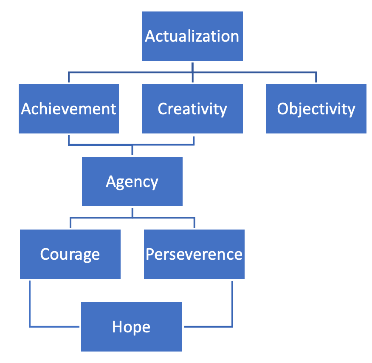 Actualization
Achievement
Creativity
Objectivity
Agency
Courage
Perseverence
Hope